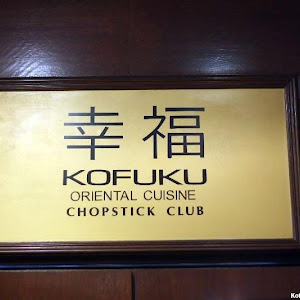 幸福
KOFUKU
ORIENTAL CUISINE
CHOPSTICK CLUB